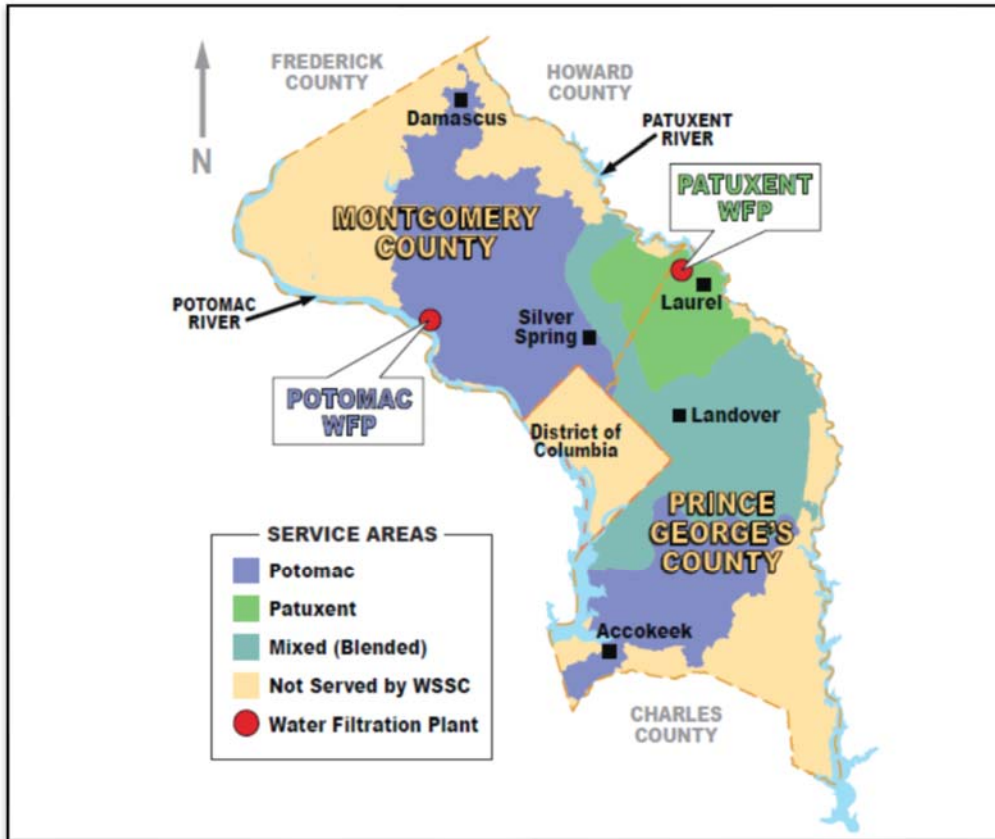 FREDERICK
COUNTY
HOWARD
COUNTY
N
Damascus
PATUXENT
RIVER
PATUXENT
WFP
MONTGOMERY
COUNTY
Laurel
POTOMAC
RIVER
Silver
Spring
POTOMAC
WFP
Landover
District of
Columbia
PRINCE
GEORGE'S
COUNTY
SERVICE AREAS
Potomac
Patuxent
Mixed (Blended)
Not Served by WSSC
Water Filtration Plant
Accokeek
CHARLES
COUNTY